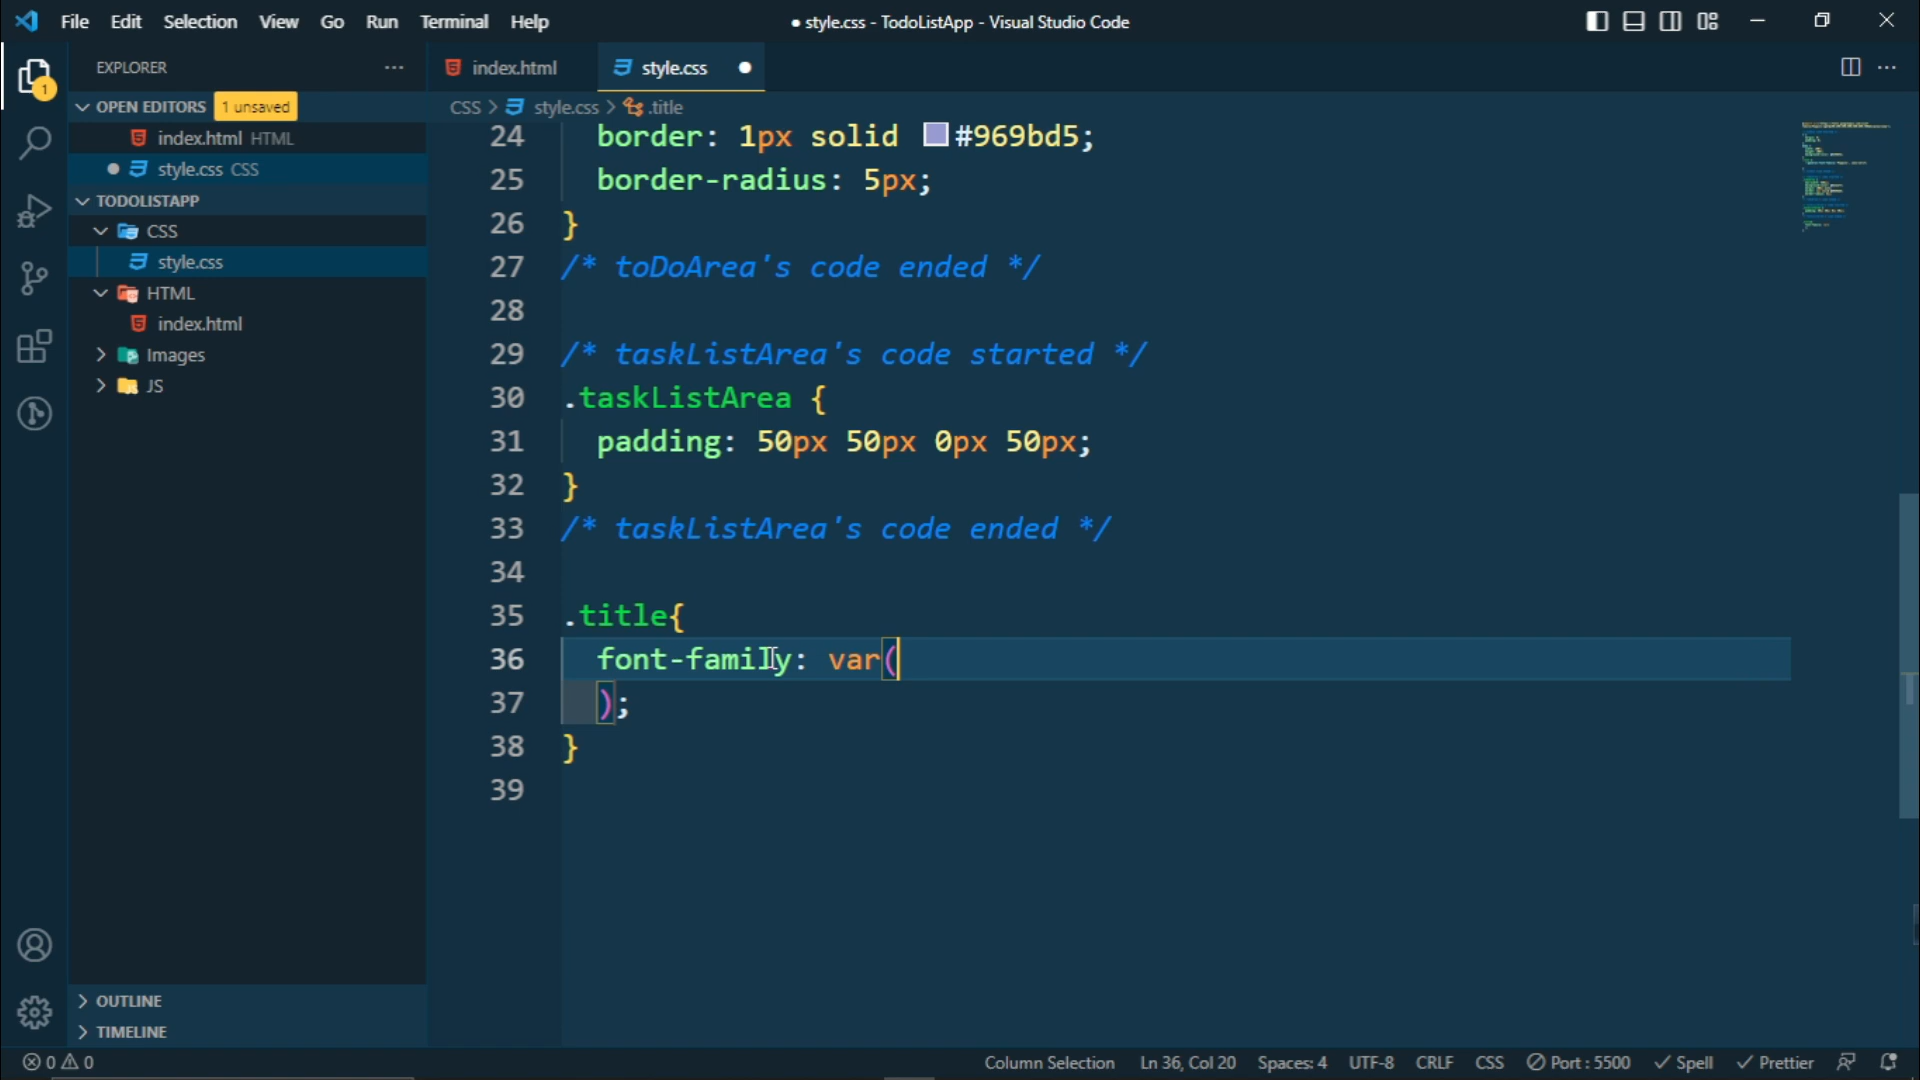 File Edit Selection View Go Run Terminal Help
● style.css - TodoListApp - Visual Studio Code
EXPLORER
OPEN EDITORS 1 unsaved
index.html HTML
style.css CSS
TODOLISTAPP
CSS
style.css
HTML
index.html
Images
JS
OUTLINE
TIMELINE
index.html
style.css
CSS > style.css > .title
24 border: 1px solid #969bd5;
25 border-radius: 5px;
26 }
27 /* toDoArea's code ended */
28
29 /* taskListArea's code started */
30 .taskListArea {
31 padding: 50px 50px 0px 50px;
32 }
33 /* taskListArea's code ended */
34
35 .title{
36 font-family: var(
37 );
38 }
39
1
0 0 Column Selection Ln 36, Col 20 Spaces: 4 UTF-8 CRLF CSS Port : 5500 Spell Prettier